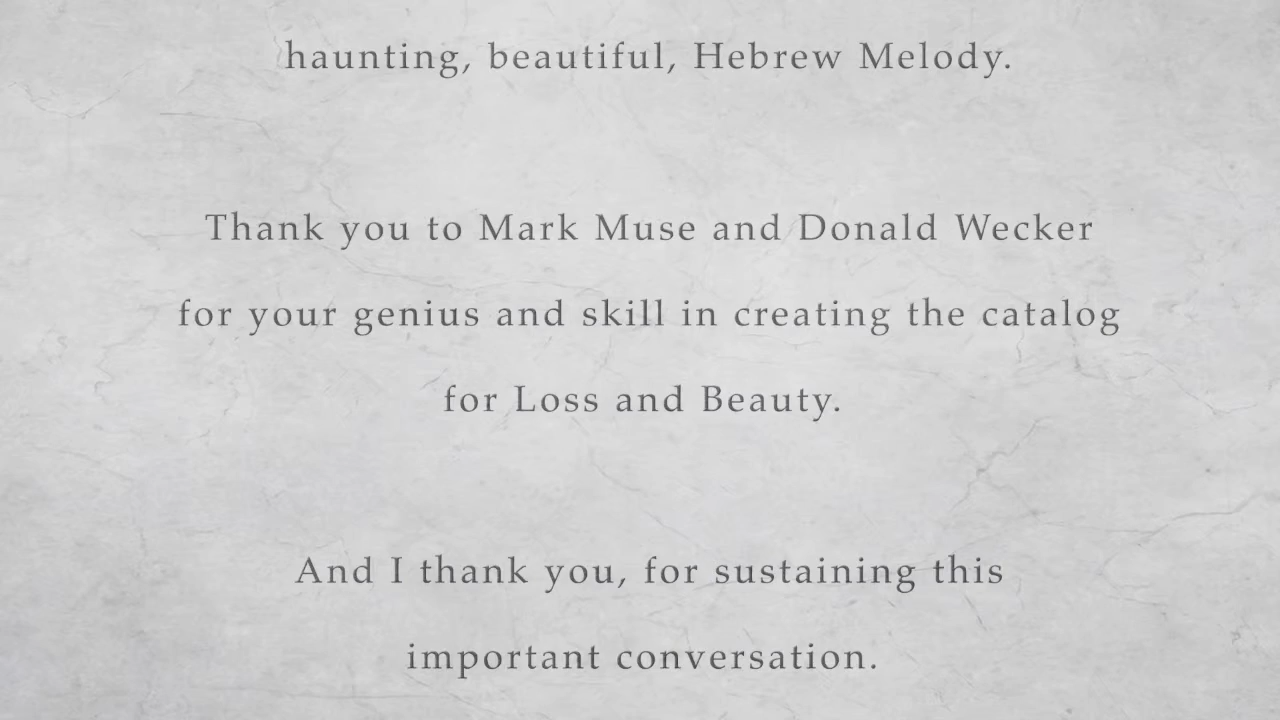 haunting, beautiful, Hebrew Melody.
Thank you to Mark Muse and Donald Wecker
for your genius and skill in creating the catalog
for Loss and Beauty.
And I thank you, for sustaining this
important conversation.